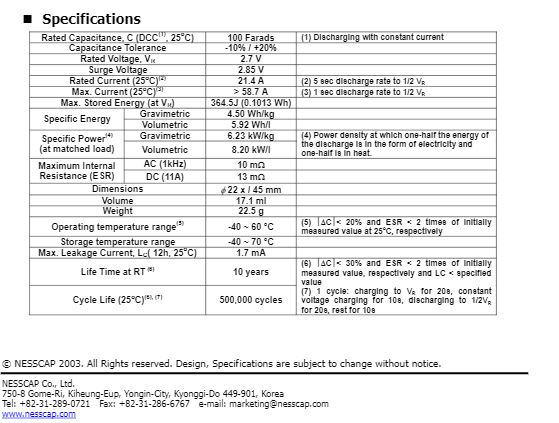 ■ Specifications
Rated Capacitance, C (DCC⁽¹⁾, 25°C) 100 Farads (1) Discharging with constant current
Capacitance Tolerance -10% / +20%
Rated Voltage, V_R 2.7 V
Surge Voltage 2.85 V
Rated Current (25°C)⁽²⁾ 21.4 A (2) 5 sec discharge rate to 1/2 V_R
Max. Current (25°C)⁽³⁾ > 58.7 A (3) 1 sec discharge rate to 1/2 V_R
Max. Stored Energy (at V_R) 364.5J (0.1013 Wh)
Specific Energy Gravimetric 4.50 Wh/kg
Volumetric 5.92 Wh/l
Specific Power⁽⁴⁾ (at matched load) Gravimetric 6.23 kW/kg (4) Power density at which one-half the energy of
Volumetric 8.20 kW/l the discharge is in the form of electricity and
one-half is in heat.
Maximum Internal AC (1kHz) 10 mΩ
Resistance (ESR) DC (11A) 13 mΩ
Dimensions ϕ22 x l 45 mm
Volume 17.1 ml
Weight 22.5 g
Operating temperature range⁽⁵⁾ -40 ~ 60 °C (5) |ΔC|< 20% and ESR < 2 times of initially
measured value at 25°C, respectively
Storage temperature range -40 ~ 70 °C
Max. Leakage Current, L_C( 12h, 25°C) 1.7 mA
Life Time at RT ⁽⁶⁾ 10 years (6) |ΔC|< 30% and ESR < 2 times of initially
measured value, respectively and LC < specified
value
Cycle Life (25°C)⁽⁶⁾, ⁽⁷⁾ 500,000 cycles (7) 1 cycle: charging to V_R for 20s, constant
voltage charging for 10s, discharging to 1/2V_R
for 20s, rest for 10s
© NESSCAP 2003. All Rights reserved. Design, Specifications are subject to change without notice.
NESSCAP Co., Ltd.
750-8 Gome-Ri, Kiheung-Eup, Yongin-City, Kyonggi-Do 449-901, Korea
Tel: +82-31-289-0721 Fax: +82-31-286-6767 e-mail: marketing@nesscap.com
www.nesscap.com